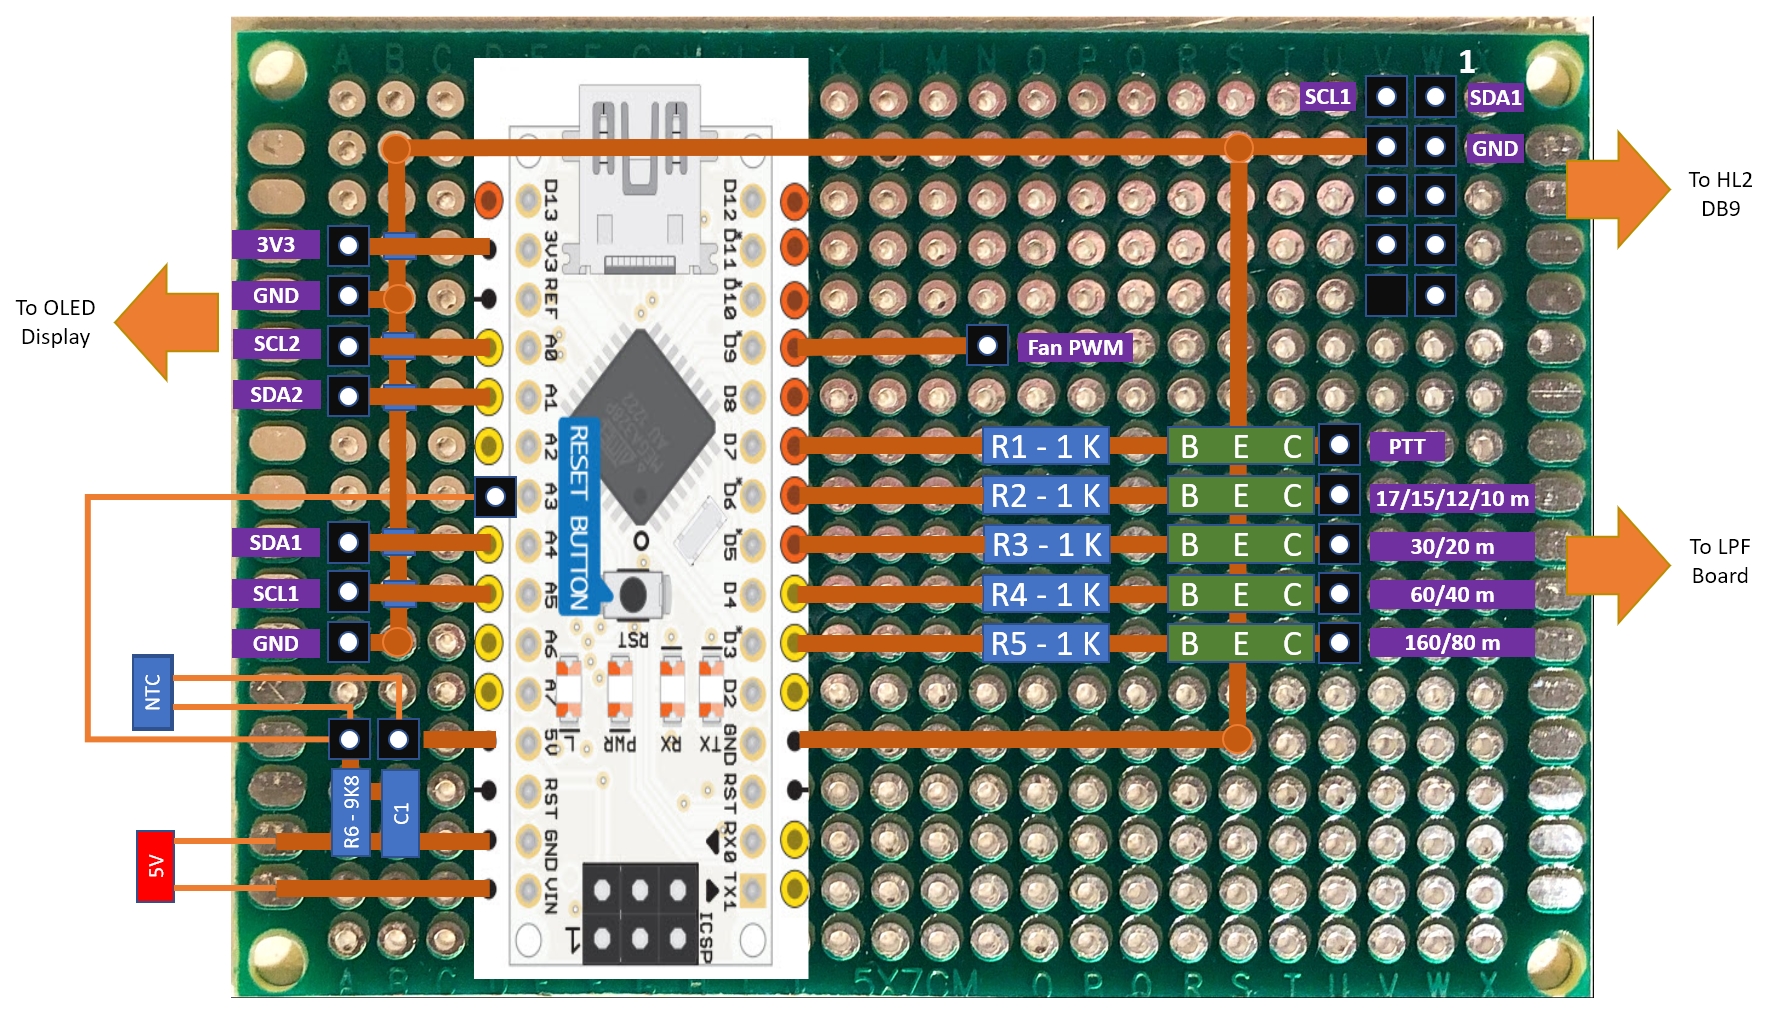 A B C K L M N O P Q R S T U V W X
1
SCL1
SDA1
GND
To HL2
DB9
3V3
GND
SCL2
SDA2
To OLED
Display
SDA1
SCL1
GND
NTC
R6 - 9K8
C1
5V
D13
3V3
REF
A0
A1
A2
A3
A4
A5
A6
A7
5V
RST
GND
VIN
D12
D11
D10
D9
D8
D7
D6
D5
D4
D3
D2
GND
RST
RX0
TX1
RESET BUTTON
RST
L
PWR
RX
TX
1
ICSP
Fan PWM
R1 - 1 K B E C PTT
R2 - 1 K B E C 17/15/12/10 m
R3 - 1 K B E C 30/20 m
R4 - 1 K B E C 60/40 m
R5 - 1 K B E C 160/80 m
To LPF
Board
A B C 5X7CM O P Q R S T U V W X